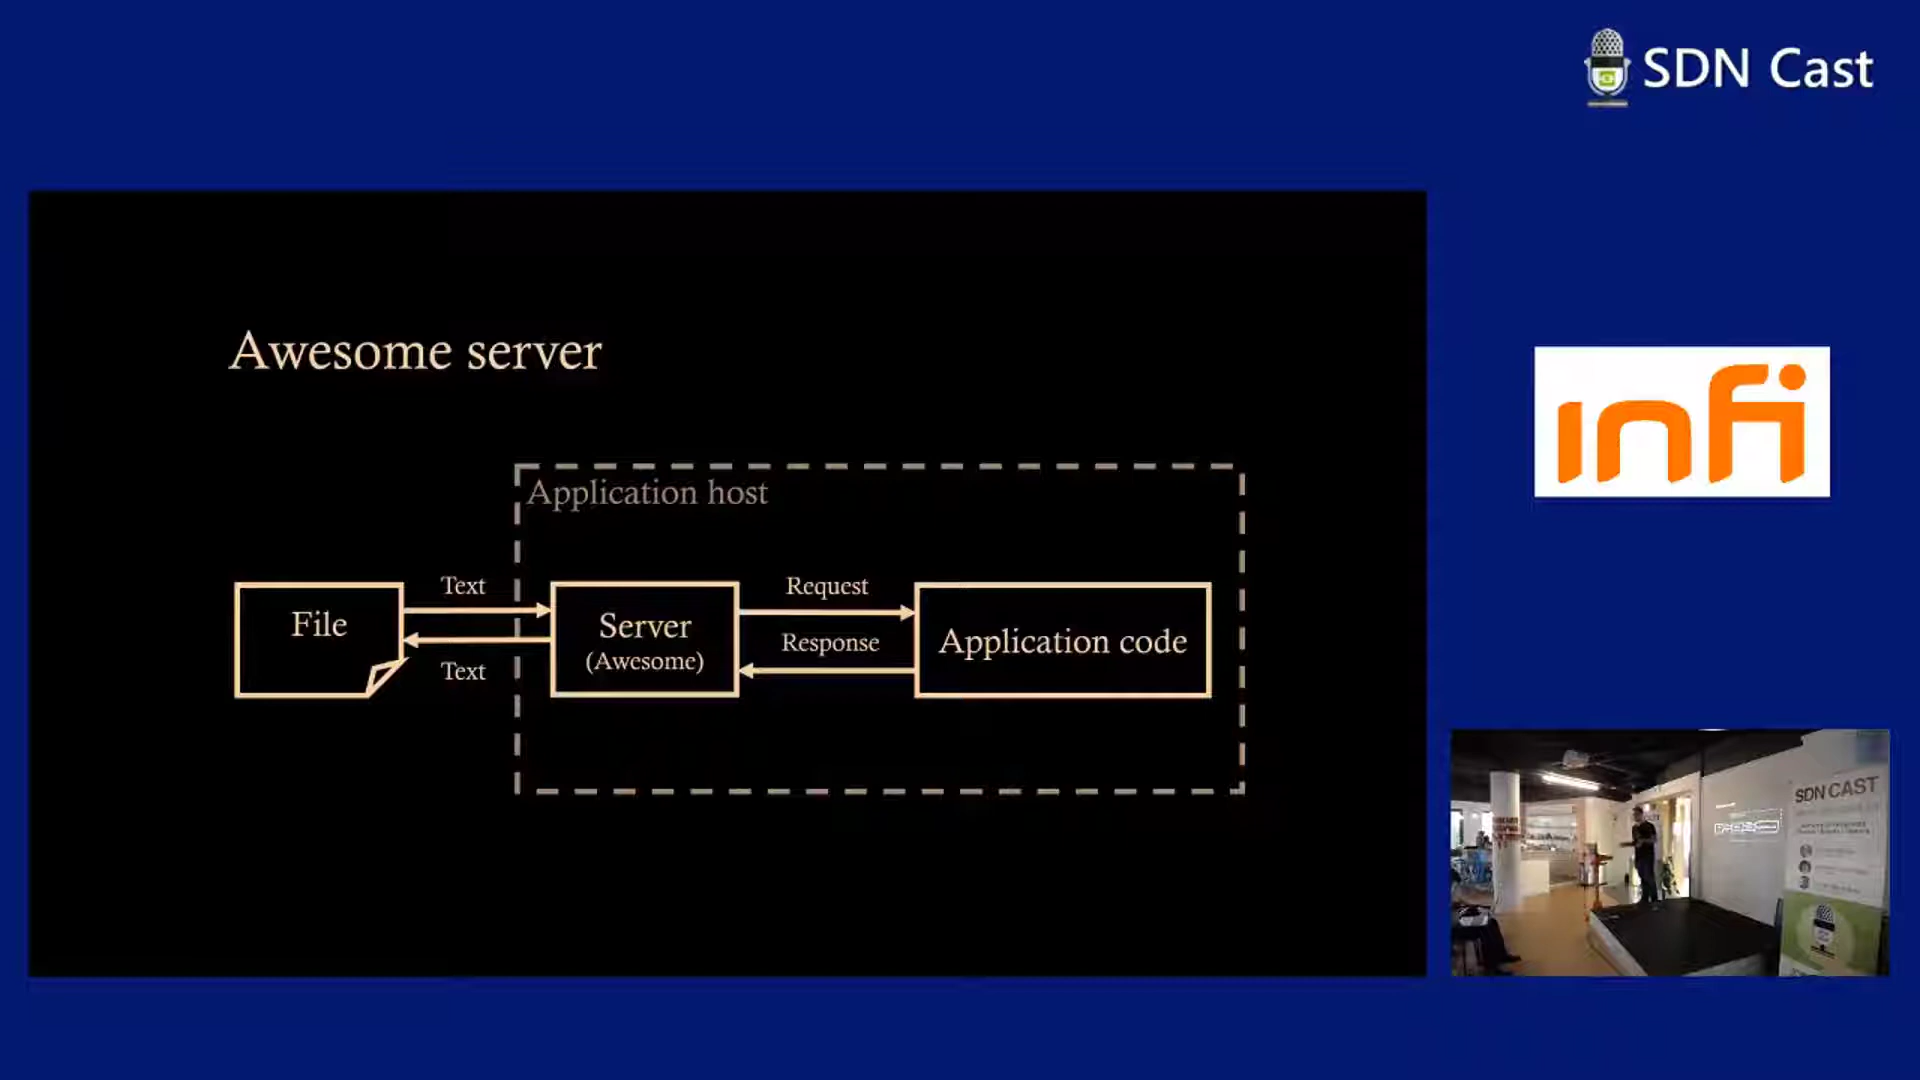 SDN Cast
Awesome server
infi
Application host
File
Text
Text
Server
(Awesome)
Request
Response
Application code
SDN CAST